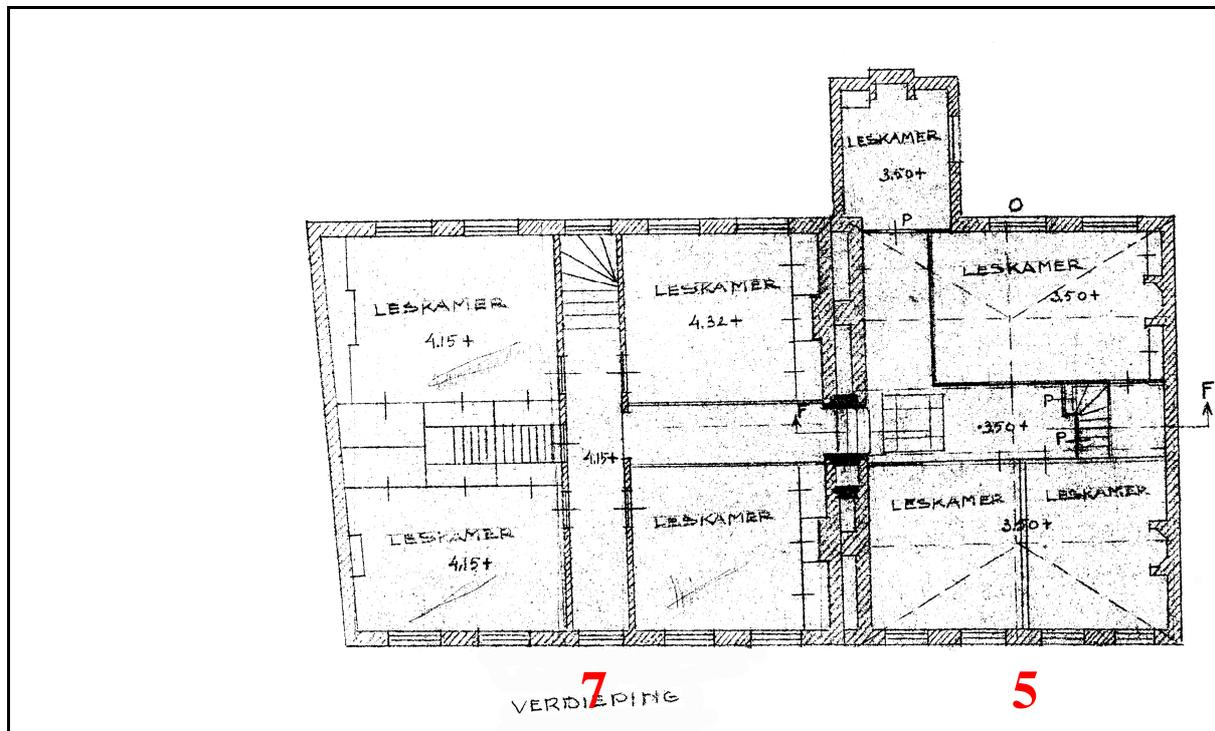 LESKAMER
3.50+
P
O
LESKAMER
4.15+
LESKAMER
4.32+
LESKAMER
3.50+
F
F
P
P
3.50+
4.15+
LESKAMER
4.15+
LESKAMER
LESKAMER
LESKAMER
3.50+
VERDIEPING
7
5